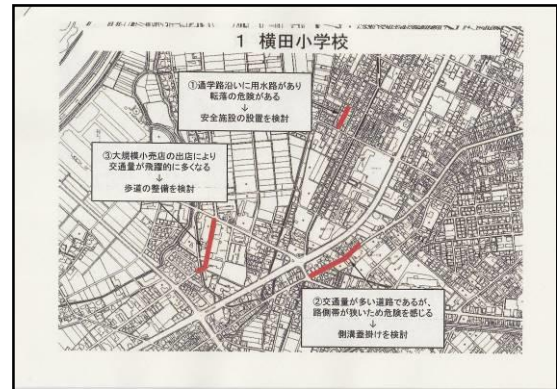 1 横田小学校
①通学路沿いに用水路があり
転落の危険がある
↓
安全施設の設置を検討
③大規模小売店の出店により
交通量が飛躍的に多くなる
↓
歩道の整備を検討
②交通量が多い道路であるが、
路側帯が狭いため危険を感じる
↓
側溝蓋掛けを検討